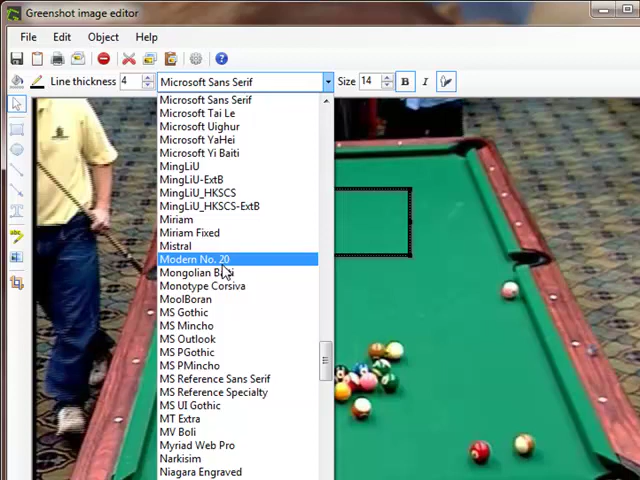 Greenshot image editor
File Edit Object Help
Line thickness 4 Microsoft Sans Serif Size 14 B I
Microsoft Sans Serif
Microsoft Tai Le
Microsoft Uighur
Microsoft YaHei
Microsoft Yi Baiti
MingLiU
MingLiU-ExtB
MingLiU_HKSCS
MingLiU_HKSCS-ExtB
Miriam
Miriam Fixed
Mistral
Modern No. 20
Mongolian Baiti
Monotype Corsiva
MoolBoran
MS Gothic
MS Mincho
MS Outlook
MS PGothic
MS PMincho
MS Reference Sans Serif
MS Reference Specialty
MS UI Gothic
MT Extra
MV Boli
Myriad Web Pro
Narkisim
Niagara Engraved